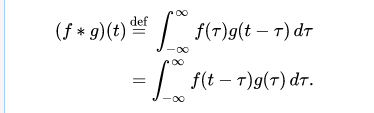 (f ∗ g)(t) ≝ ∫_{−∞}^{∞} f(τ)g(t − τ) dτ
= ∫_{−∞}^{∞} f(t − τ)g(τ) dτ.